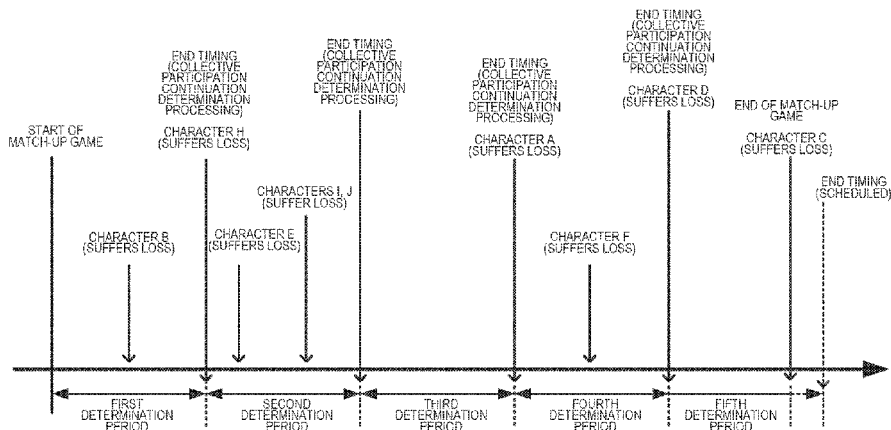 START OF
MATCH-UP GAME
CHARACTER B
(SUFFERS LOSS)
END TIMING
(COLLECTIVE
PARTICIPATION
CONTINUATION
DETERMINATION
PROCESSING)
CHARACTER H
(SUFFERS LOSS)
CHARACTER E
(SUFFERS LOSS)
CHARACTERS I, J
(SUFFER LOSS)
END TIMING
(COLLECTIVE
PARTICIPATION
CONTINUATION
DETERMINATION
PROCESSING)
END TIMING
(COLLECTIVE
PARTICIPATION
CONTINUATION
DETERMINATION
PROCESSING)
CHARACTER A
(SUFFERS LOSS)
CHARACTER F
(SUFFERS LOSS)
END TIMING
(COLLECTIVE
PARTICIPATION
CONTINUATION
DETERMINATION
PROCESSING)
CHARACTER D
(SUFFERS LOSS)
END OF MATCH-UP
GAME
CHARACTER C
(SUFFERS LOSS)
END TIMING
(SCHEDULED)
FIRST
DETERMINATION
PERIOD
SECOND
DETERMINATION
PERIOD
THIRD
DETERMINATION
PERIOD
FOURTH
DETERMINATION
PERIOD
FIFTH
DETERMINATION
PERIOD